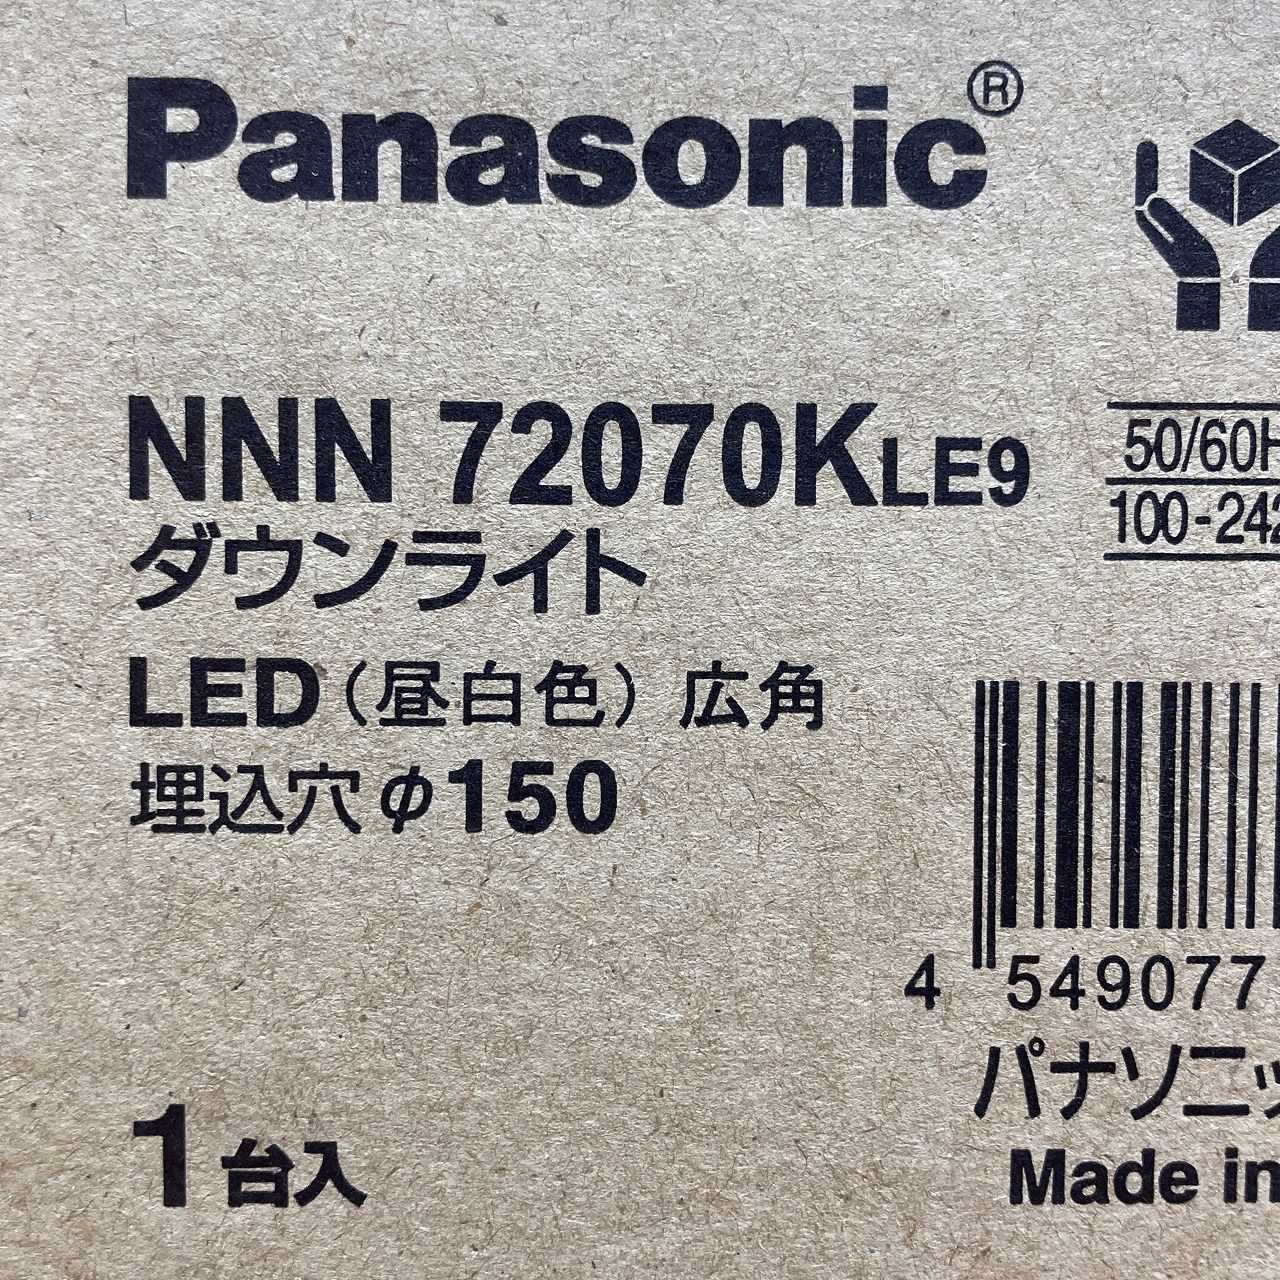 Panasonic®
NNN 72070KLE9
ダウンライト
LED（昼白色）広角
埋込穴φ150
1台入
50/60H
100-242
4 549077
パナソニッ
Made in